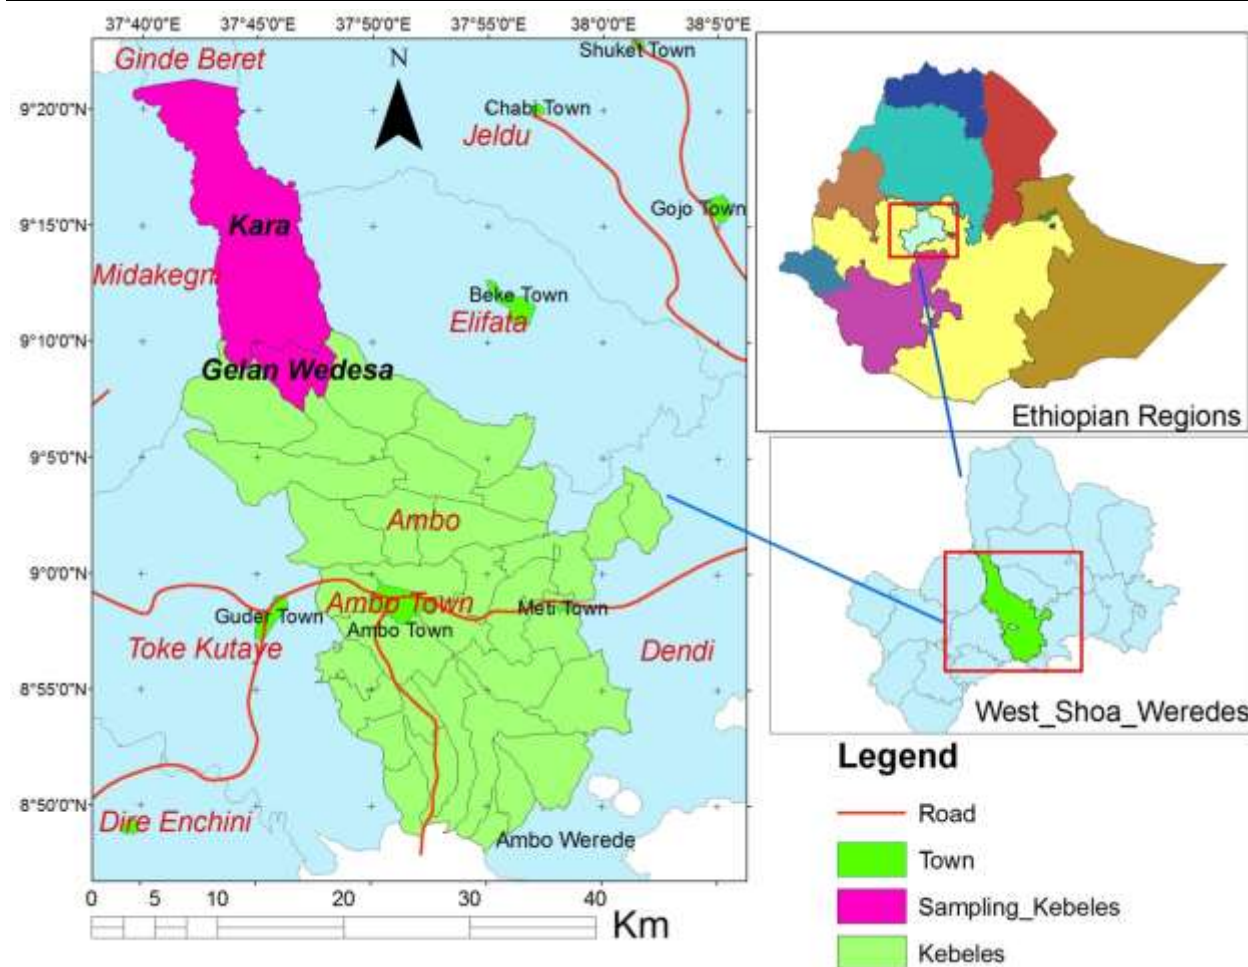 37°40'0"E 37°45'0"E 37°50'0"E 37°55'0"E 38°0'0"E 38°5'0"E
Ginde Beret
N
Shuket Town
9°20'0"N
Chabi Town
Jeldu
Kara
9°15'0"N
Gojo Town
Midakegn
Beke Town
Elifata
9°10'0"N
Gelan Wedesa
9°5'0"N
Ambo
9°0'0"N
Guder Town
Ambo Town
Ambo Town
Meti Town
Toke Kutaye
Dendi
8°55'0"N
8°50'0"N
Dire Enchini
Ambo Werede
0 5 10 20 30 40
Km
Ethiopian Regions
West_Shoa_Weredes
Legend
Road
Town
Sampling_Kebeles
Kebeles